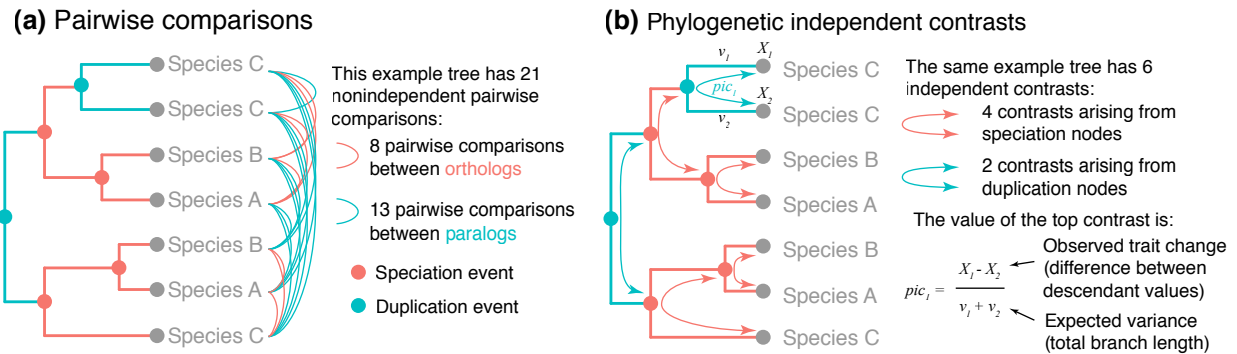 (a) Pairwise comparisons
Species C
Species C
Species B
Species A
Species B
Species A
Species C
This example tree has 21
nonindependent pairwise
comparisons:
8 pairwise comparisons
between orthologs
13 pairwise comparisons
between paralogs
Speciation event
Duplication event
(b) Phylogenetic independent contrasts
v1
X1
pic1
X2
v2
Species C
Species C
Species B
Species A
Species B
Species A
Species C
The same example tree has 6
independent contrasts:
4 contrasts arising from
speciation nodes
2 contrasts arising from
duplication nodes
The value of the top contrast is:
pic1 =
X1 - X2
v1 + v2
Observed trait change
(difference between
descendant values)
Expected variance
(total branch length)